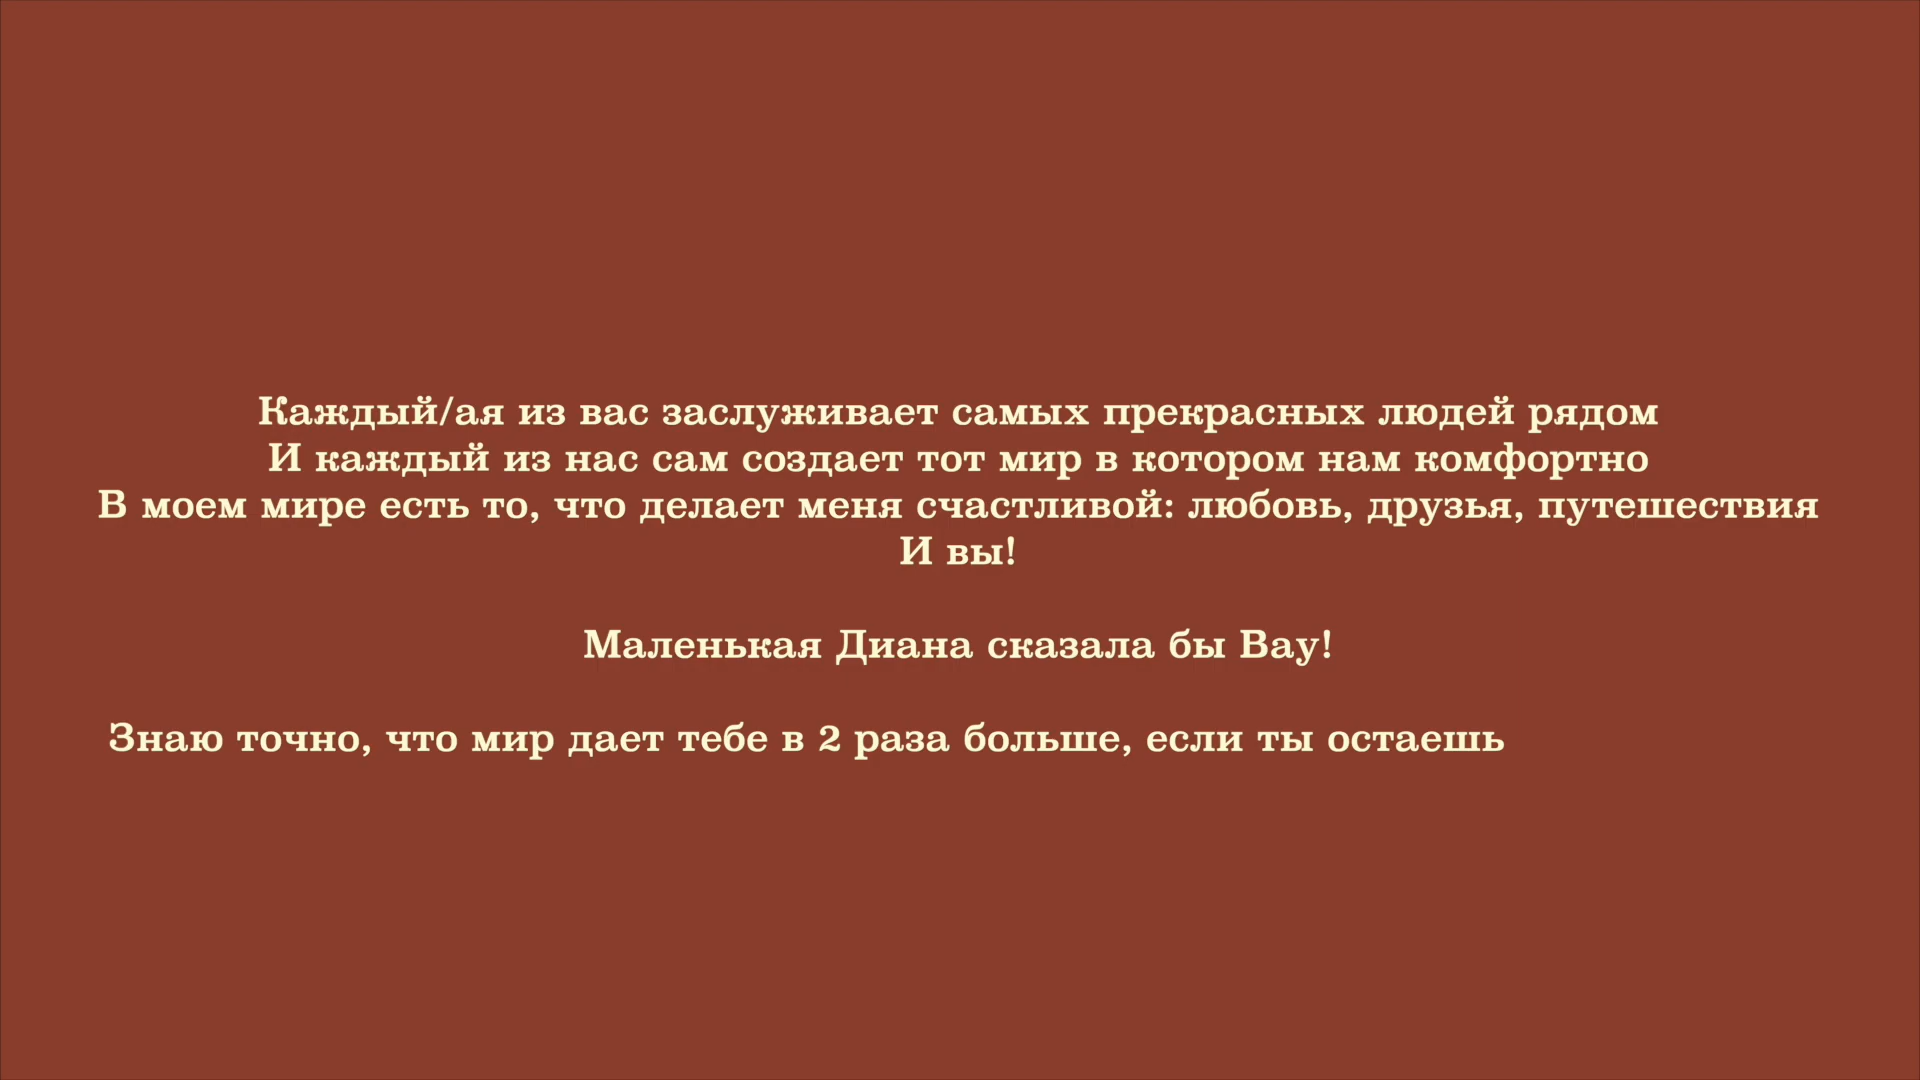 Каждый/ая из вас заслуживает самых прекрасных людей рядом
И каждый из нас сам создает тот мир в котором нам комфортно
В моем мире есть то, что делает меня счастливой: любовь, друзья, путешествия
И вы!
Маленькая Диана сказала бы Вау!
Знаю точно, что мир дает тебе в 2 раза больше, если ты остаешь